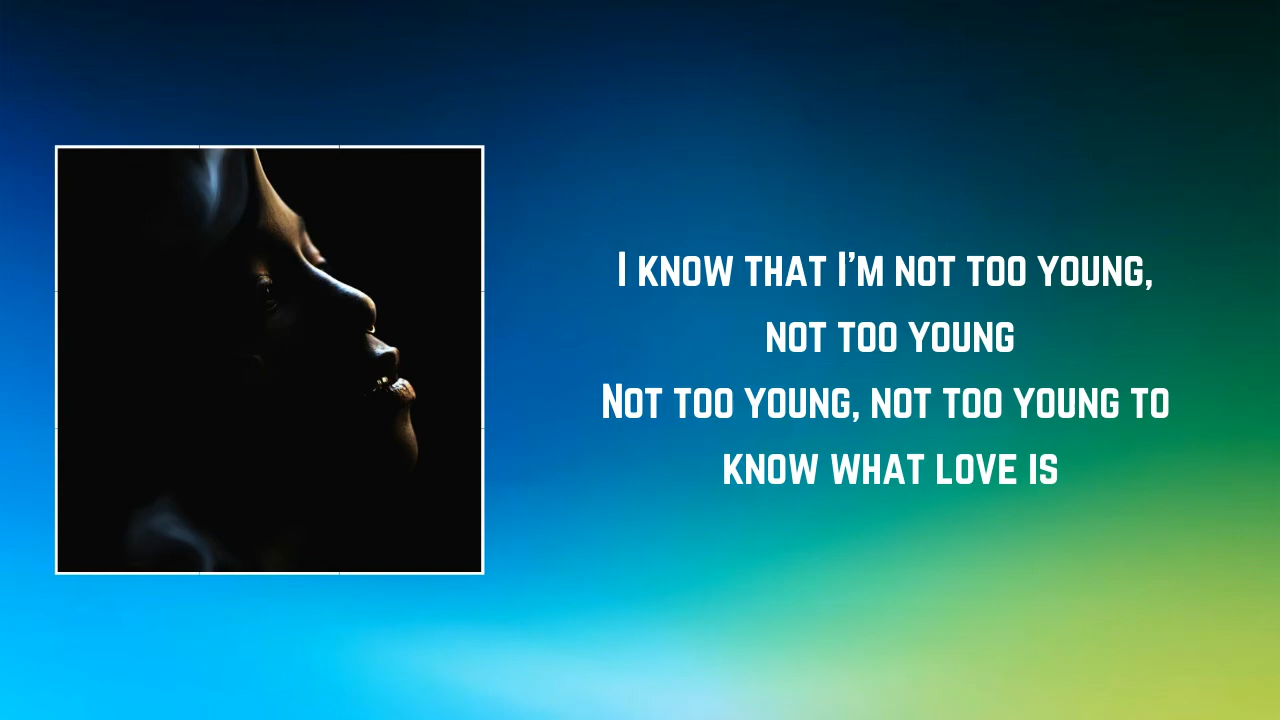 I know that I'm not too young,
not too young
Not too young, not too young to
know what love is